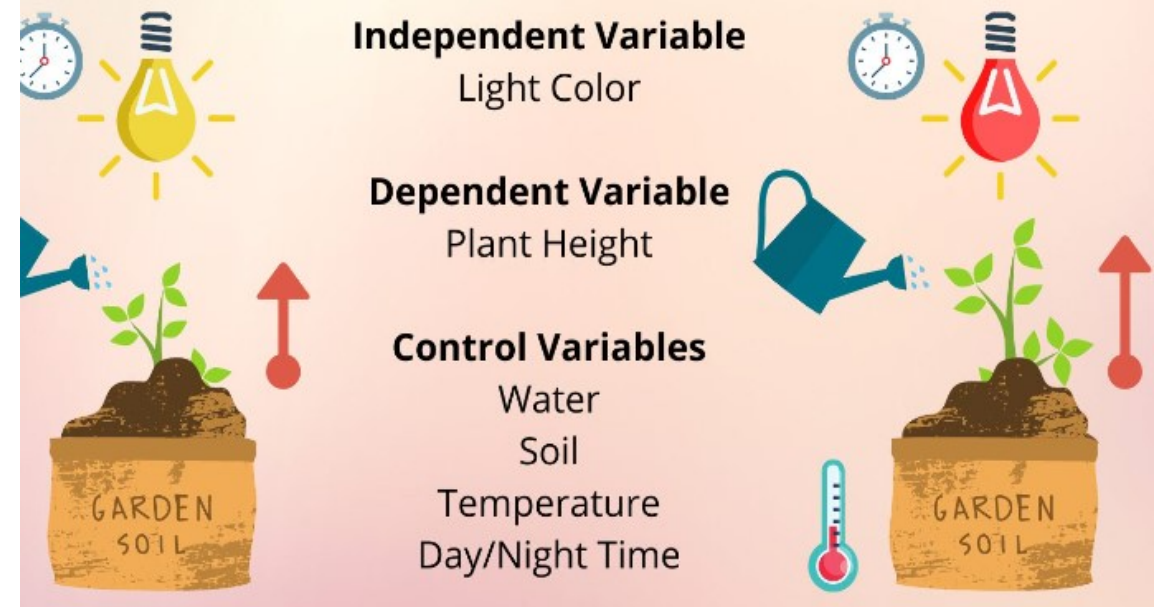 Independent Variable
Light Color
Dependent Variable
Plant Height
Control Variables
Water
Soil
Temperature
Day/Night Time
GARDEN
SOIL
GARDEN
SOIL